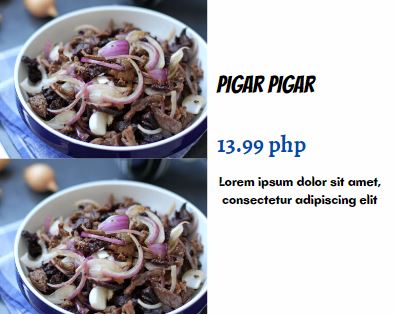 PIGAR PIGAR
13.99 php
Lorem ipsum dolor sit amet,
consectetur adipiscing elit